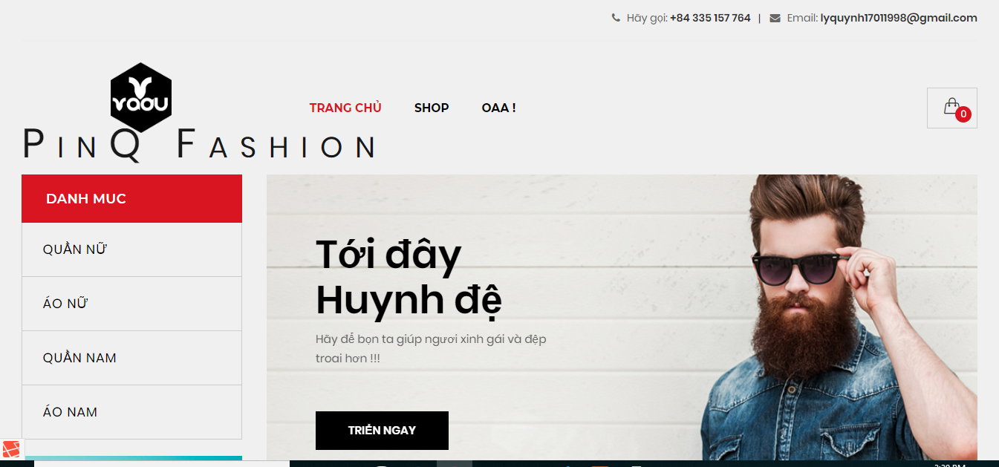 Hãy gọi: +84 335 157 764 | Email: lyquynh17011998@gmail.com
YaoU
TRANG CHỦ SHOP OAA !
0
PINQ FASHION
DANH MUC
QUẦN NỮ
ÁO NỮ
QUẦN NAM
ÁO NAM
Tới đây
Huynh đệ
Hãy để bọn ta giúp ngươi xinh gái và đẹp
troai hơn !!!
TRIỂN NGAY